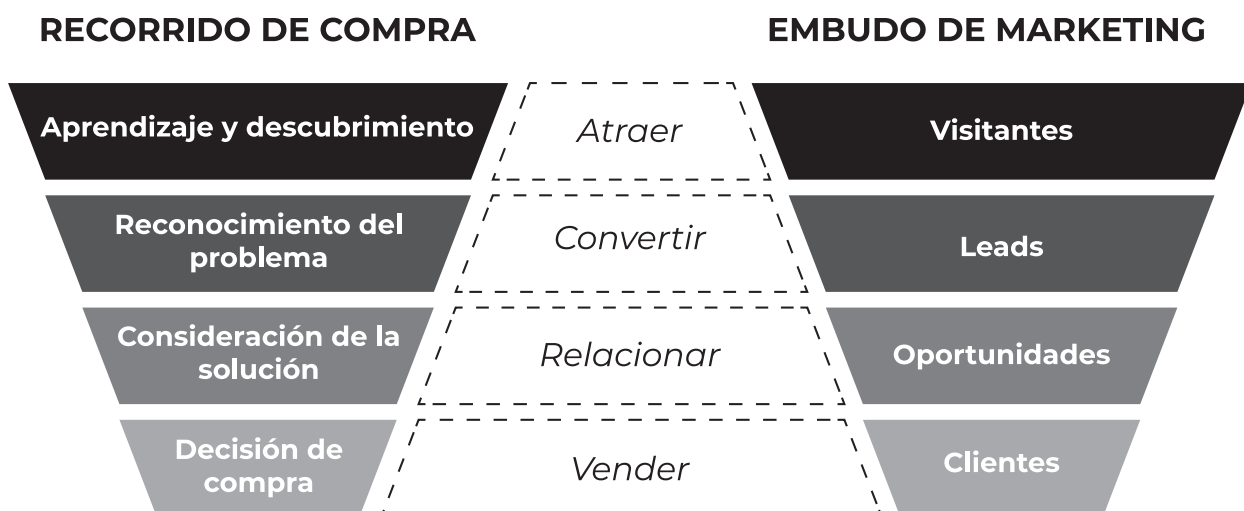 RECORRIDO DE COMPRA
EMBUDO DE MARKETING
Aprendizaje y descubrimiento
Atraer
Visitantes
Reconocimiento del
problema
Convertir
Leads
Consideración de la
solución
Relacionar
Oportunidades
Decisión de
compra
Vender
Clientes